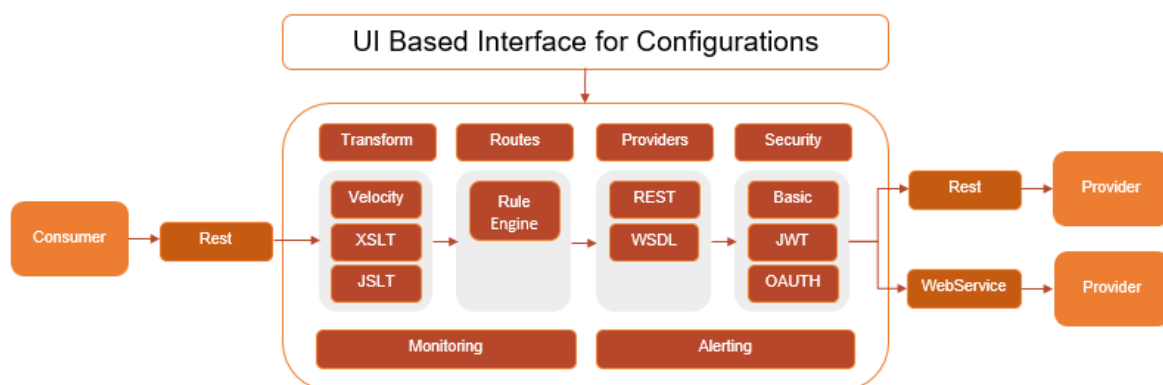 UI Based Interface for Configurations
Transform
Routes
Providers
Security
Velocity
XSLT
JSLT
Rule
Engine
REST
WSDL
Basic
JWT
OAUTH
Consumer
Rest
Rest
Provider
WebService
Provider
Monitoring
Alerting